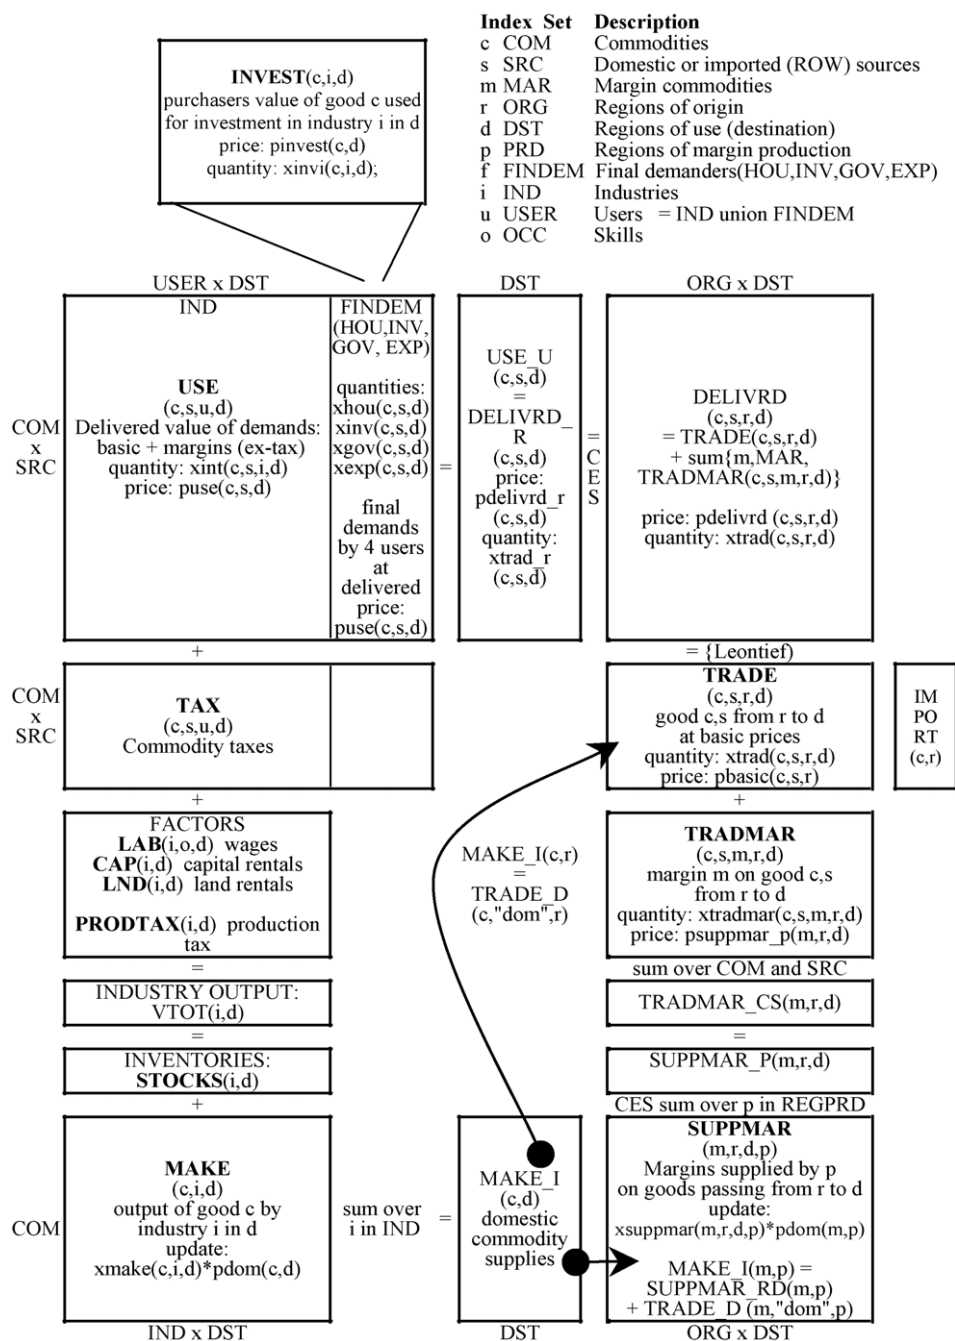 Index Set Description
c COM Commodities
s SRC Domestic or imported (ROW) sources
m MAR Margin commodities
r ORG Regions of origin
d DST Regions of use (destination)
p PRD Regions of margin production
f FINDEM Final demanders(HOU,INV,GOV,EXP)
i IND Industries
u USER Users = IND union FINDEM
o OCC Skills
INVEST(c,i,d)
purchasers value of good c used
for investment in industry i in d
price: pinvest(c,d)
quantity: xinvi(c,i,d);
USER x DST
DST
ORG x DST
COM
x
SRC
IND
USE
(c,s,u,d)
Delivered value of demands:
basic + margins (ex-tax)
quantity: xint(c,s,i,d)
price: puse(c,s,d)
FINDEM
(HOU,INV,
GOV, EXP)
quantities:
xhou(c,s,d)
xinv(c,s,d)
xgov(c,s,d)
xexp(c,s,d)
final
demands
by 4 users
at
delivered
price:
puse(c,s,d)
=
USE_U
(c,s,d)
=
DELIVRD_
R
(c,s,d)
price:
pdelivrd_r
(c,s,d)
quantity:
xtrad_r
(c,s,d)
=
C
E
S
DELIVRD
(c,s,r,d)
= TRADE(c,s,r,d)
+ sum{m,MAR,
TRADMAR(c,s,m,r,d)}
price: pdelivrd (c,s,r,d)
quantity: xtrad(c,s,r,d)
+
= {Leontief)
COM
x
SRC
TAX
(c,s,u,d)
Commodity taxes
TRADE
(c,s,r,d)
good c,s from r to d
at basic prices
quantity: xtrad(c,s,r,d)
price: pbasic(c,s,r)
IM
PO
RT
(c,r)
+
+
FACTORS
LAB(i,o,d) wages
CAP(i,d) capital rentals
LND(i,d) land rentals
PRODTAX(i,d) production
tax
MAKE_I(c,r)
=
TRADE_D
(c,"dom",r)
TRADMAR
(c,s,m,r,d)
margin m on good c,s
from r to d
quantity: xtradmar(c,s,m,r,d)
price: psuppmar_p(m,r,d)
=
sum over COM and SRC
INDUSTRY OUTPUT:
VTOT(i,d)
TRADMAR_CS(m,r,d)
=
=
INVENTORIES:
STOCKS(i,d)
SUPPMAR_P(m,r,d)
+
CES sum over p in REGPRD
COM
MAKE
(c,i,d)
output of good c by
industry i in d
update:
xmake(c,i,d)*pdom(c,d)
sum over
i in IND
=
MAKE_I
(c,d)
domestic
commodity
supplies
SUPPMAR
(m,r,d,p)
Margins supplied by p
on goods passing from r to d
update:
xsuppmar(m,r,d,p)*pdom(m,p)
MAKE_I(m,p) =
SUPPMAR_RD(m,p)
+ TRADE_D (m,"dom",p)
IND x DST
DST
ORG x DST